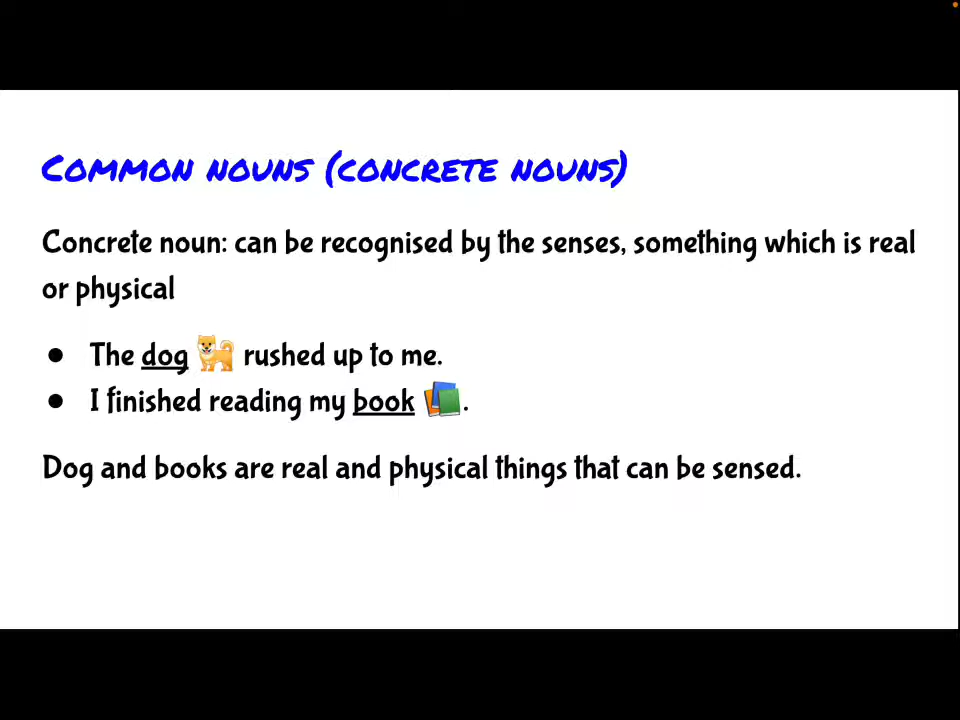 Common nouns (concrete nouns)
Concrete noun: can be recognised by the senses, something which is real
or physical
● The dog rushed up to me.
● I finished reading my book.
Dog and books are real and physical things that can be sensed.